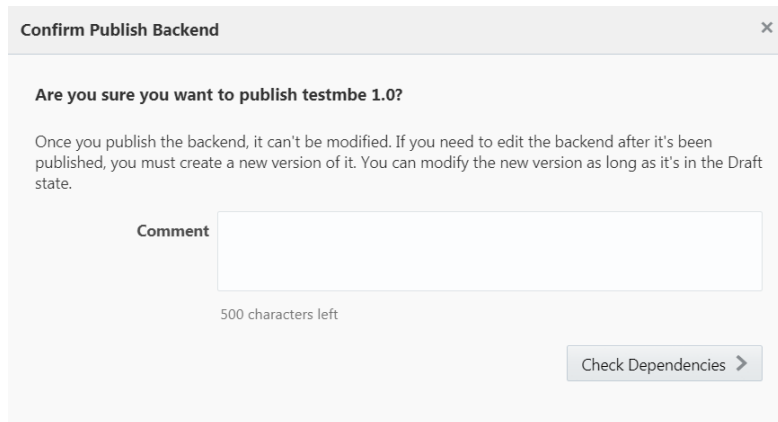 Confirm Publish Backend
Are you sure you want to publish testmbe 1.0?
Once you publish the backend, it can't be modified. If you need to edit the backend after it's been
published, you must create a new version of it. You can modify the new version as long as it's in the Draft
state.
Comment
500 characters left
Check Dependencies